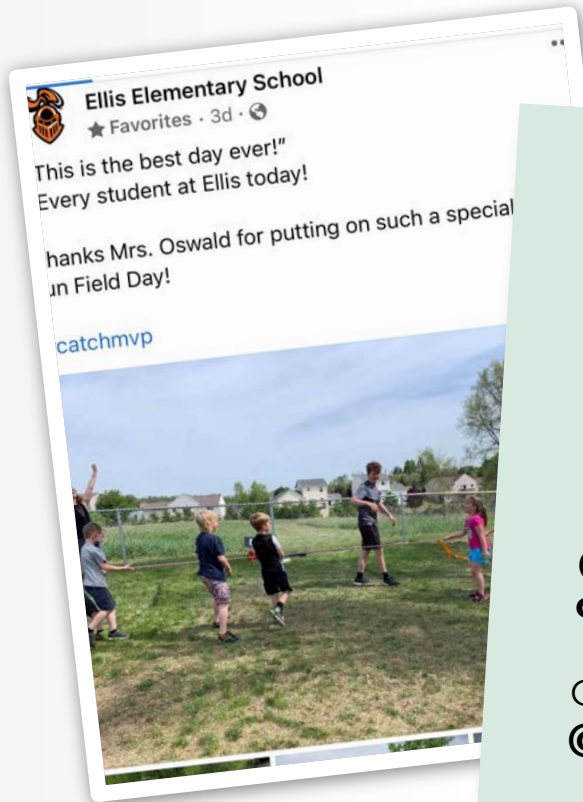 Ellis Elementary School
Favorites · 3d ·
This is the best day ever!”
Every student at Ellis today!
hanks Mrs. Oswald for putting on such a special
un Field Day!
catchmvp